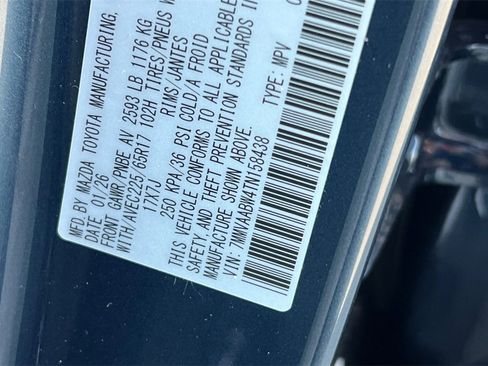 MFD. BY MAZDA TOYOTA MANUFACTURING,
DATE: 01/26
FRONT GAWR PNBE AV 2593 LB 1176 KG
WITH/AVEC225/65R17 102H TIRES PNEUS
17X7J RIMS/JANTES
250 KPA/36 PSI COLD/A FROID
THIS VEHICLE CONFORMS TO ALL APPLICABLE
SAFETY, AND THEFT PREVENTION STANDARDS IN
MANUFACTURE SHOWN ABOVE.
VIN: 7MMVAABW4TN158438 TYPE: MPV